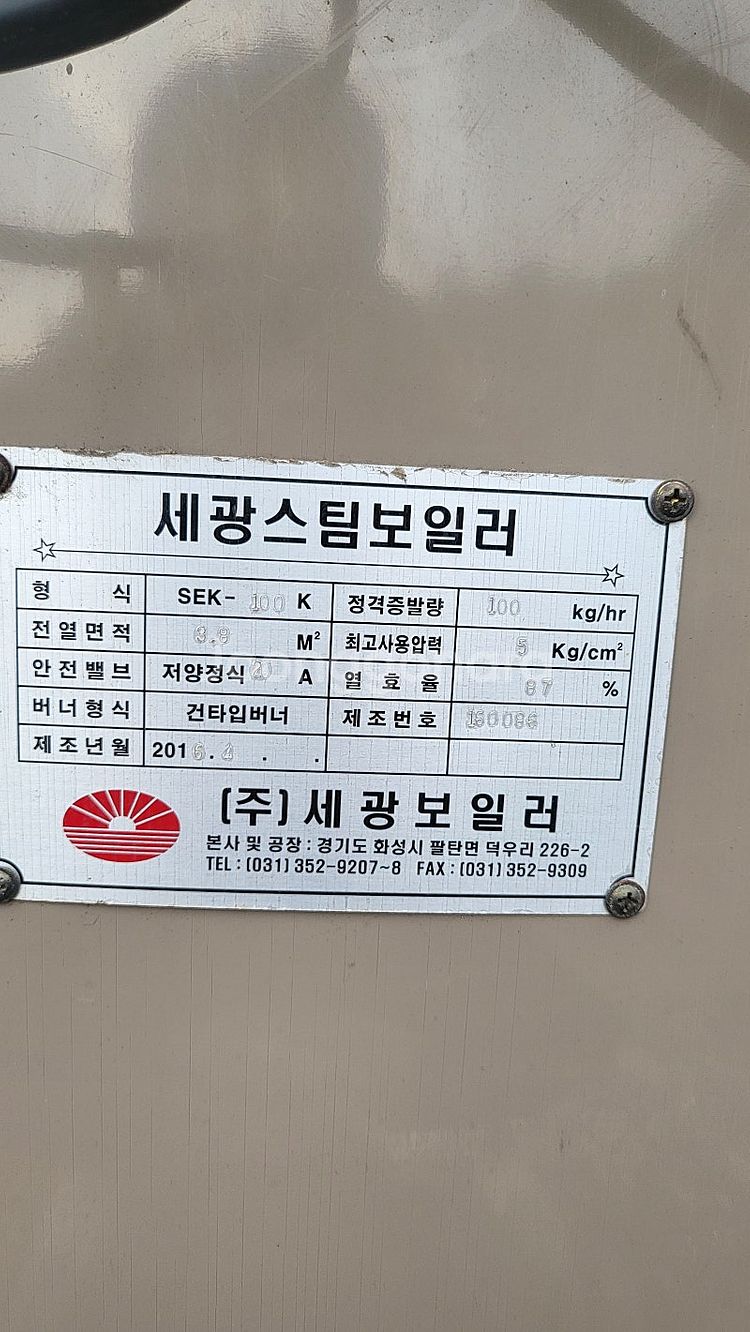 세광스팀보일러
형 식 SEK- 100 K 정격증발량 100 kg/hr
전열면적 3.8 M² 최고사용압력 5 Kg/cm²
안전밸브 저양정식 A 열 효 율 87 %
버너형식 건타입버너 제조번호
제조년월 2016.4 . .
(주)세광보일러
본사 및 공장 : 경기도 화성시 팔탄면 덕우리 226-2
TEL : (031) 352-9207~8 FAX : (031) 352-9309